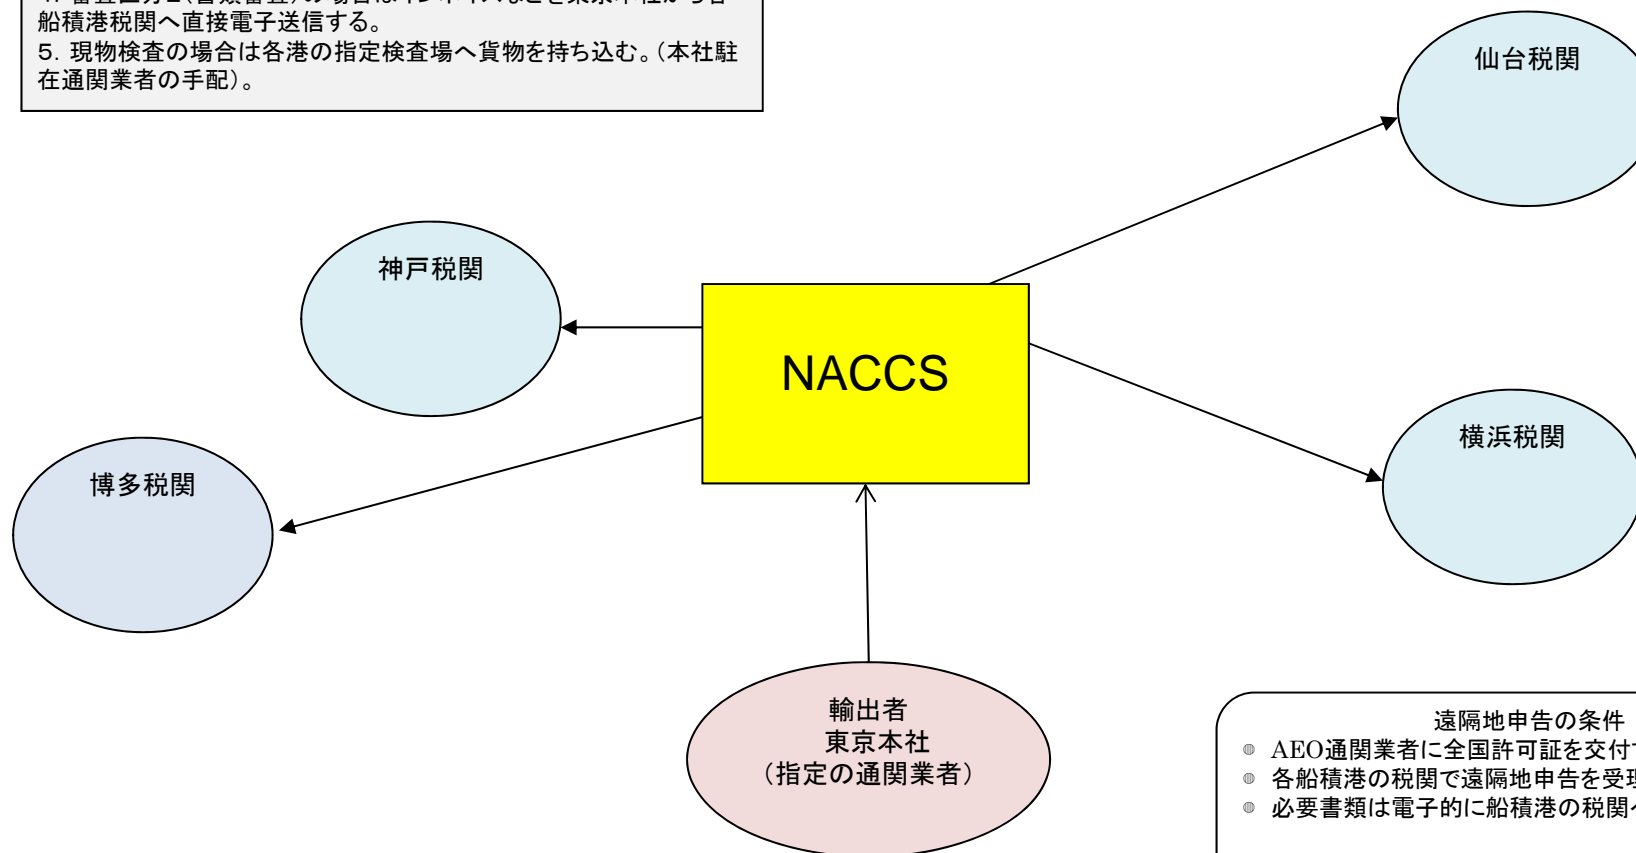 船積港税関へ直接電子送信する。
5. 現物検査の場合は各港の指定検査場へ貨物を持ち込む。(本社駐
在通関業者の手配)。
仙台税関
神戸税関
NACCS
横浜税関
博多税関
輸出者
東京本社
(指定の通関業者)
遠隔地申告の条件
AEO通関業者に全国許可証を交付
各船積港の税関で遠隔地申告を受
必要書類は電子的に船積港の税関